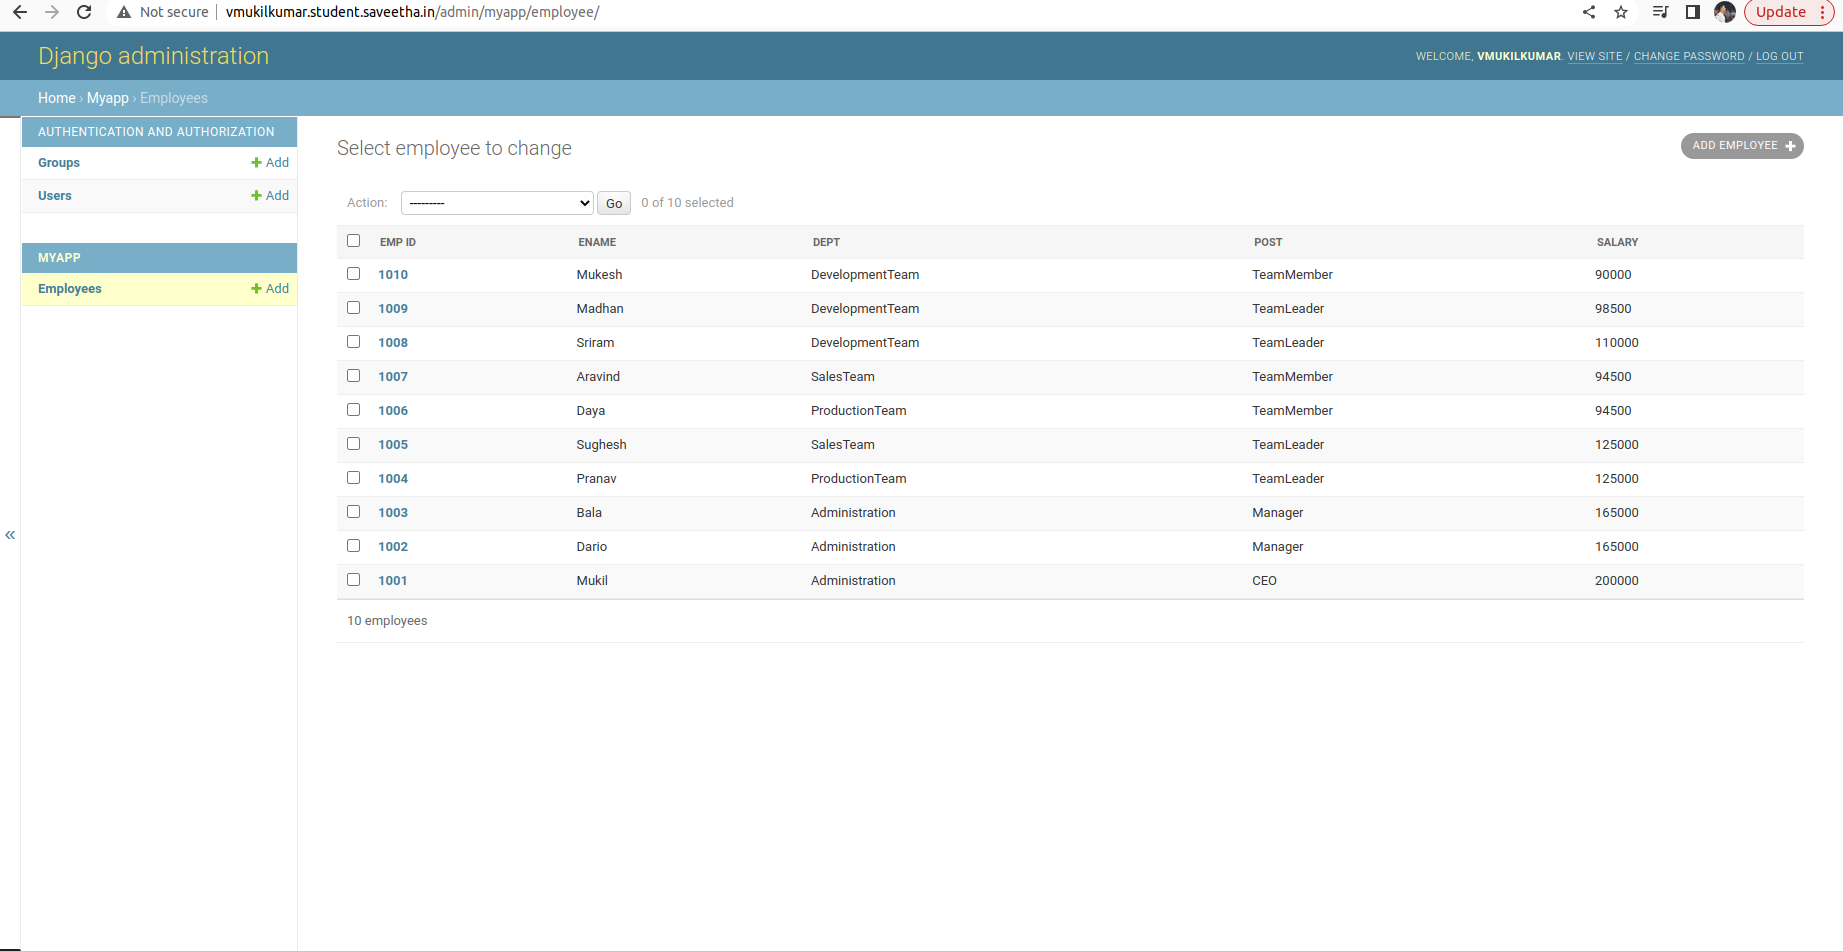 Not secure vmukilkumar.student.saveetha.in/admin/myapp/employee/ Update
Django administration
WELCOME, VMUKILKUMAR. VIEW SITE / CHANGE PASSWORD / LOG OUT
Home › Myapp › Employees
AUTHENTICATION AND AUTHORIZATION
Groups + Add
Users + Add
MYAPP
Employees + Add
«
Select employee to change
ADD EMPLOYEE +
Action: --------- Go 0 of 10 selected
EMP ID ENAME DEPT POST SALARY
1010 Mukesh DevelopmentTeam TeamMember 90000
1009 Madhan DevelopmentTeam TeamLeader 98500
1008 Sriram DevelopmentTeam TeamLeader 110000
1007 Aravind SalesTeam TeamMember 94500
1006 Daya ProductionTeam TeamMember 94500
1005 Sughesh SalesTeam TeamLeader 125000
1004 Pranav ProductionTeam TeamLeader 125000
1003 Bala Administration Manager 165000
1002 Dario Administration Manager 165000
1001 Mukil Administration CEO 200000
10 employees